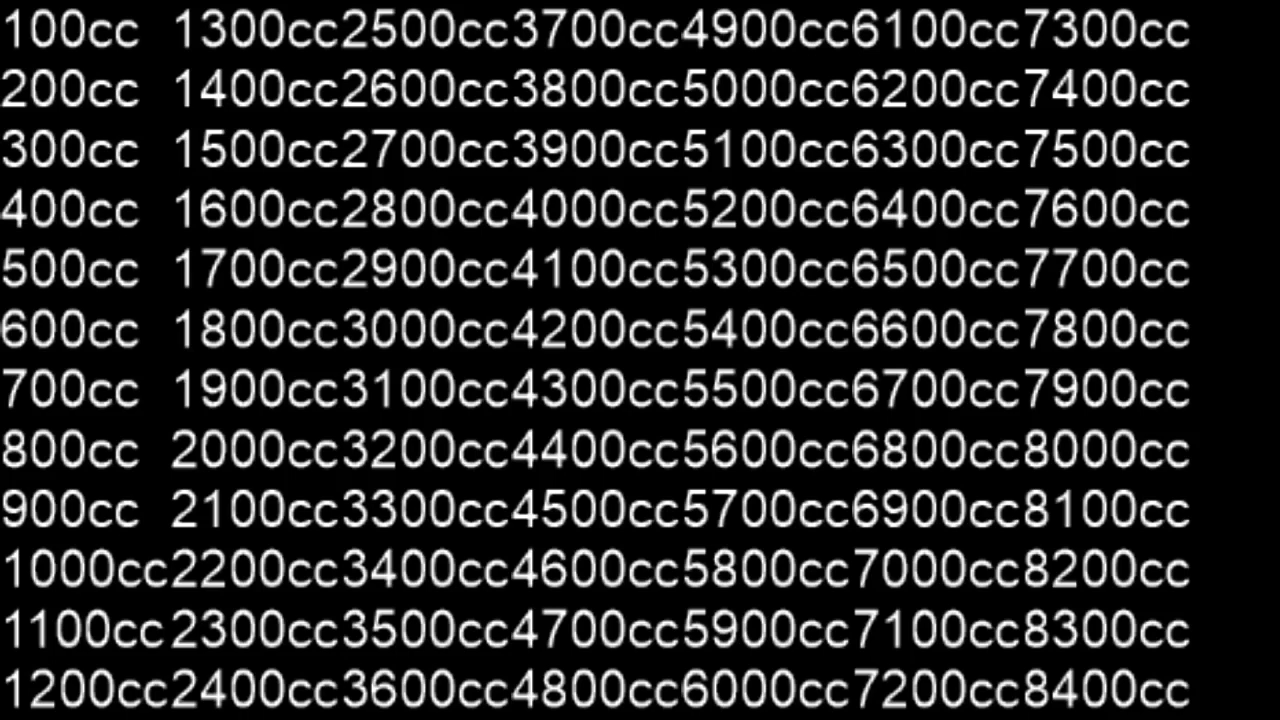 100cc 1300cc2500cc3700cc4900cc6100cc7300cc
200cc 1400cc2600cc3800cc5000cc6200cc7400cc
300cc 1500cc2700cc3900cc5100cc6300cc7500cc
400cc 1600cc2800cc4000cc5200cc6400cc7600cc
500cc 1700cc2900cc4100cc5300cc6500cc7700cc
600cc 1800cc3000cc4200cc5400cc6600cc7800cc
700cc 1900cc3100cc4300cc5500cc6700cc7900cc
800cc 2000cc3200cc4400cc5600cc6800cc8000cc
900cc 2100cc3300cc4500cc5700cc6900cc8100cc
1000cc2200cc3400cc4600cc5800cc7000cc8200cc
1100cc2300cc3500cc4700cc5900cc7100cc8300cc
1200cc2400cc3600cc4800cc6000cc7200cc8400cc